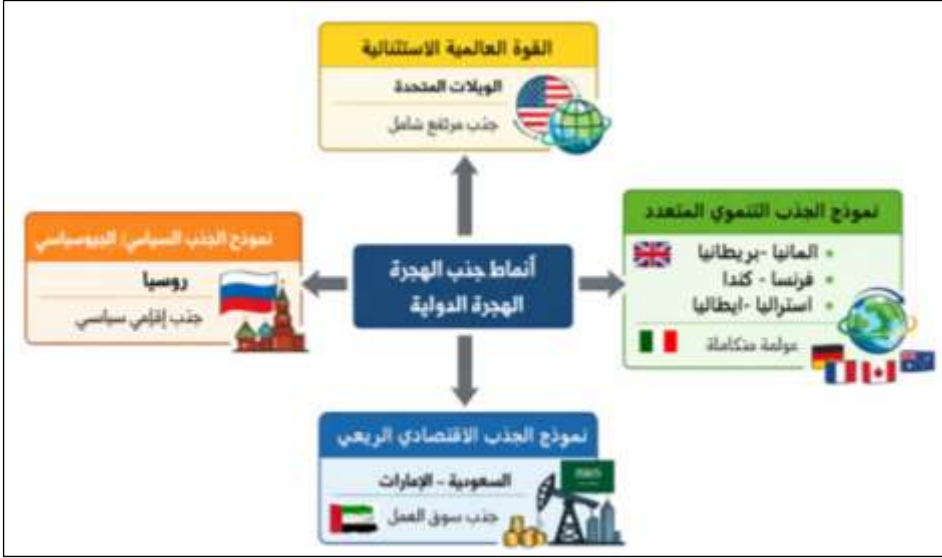 القوة العالمية الاستثنائية
الويلات المتحدة
جذب مرتفع شامل
نموذج الجذب التنموي المتعدد
المانيا -بريطانيا
فرنسا - كندا
استراليا -ايطاليا
عولمة متكاملة
أنماط جذب الهجرة
الهجرة الدولية
نموذج الجذب السياسي/ الجيوسياسي
روسيا
جذب إقليمي سياسي
نموذج الجذب الاقتصادي الريعي
السعودية - الإمارات
جذب سوق العمل